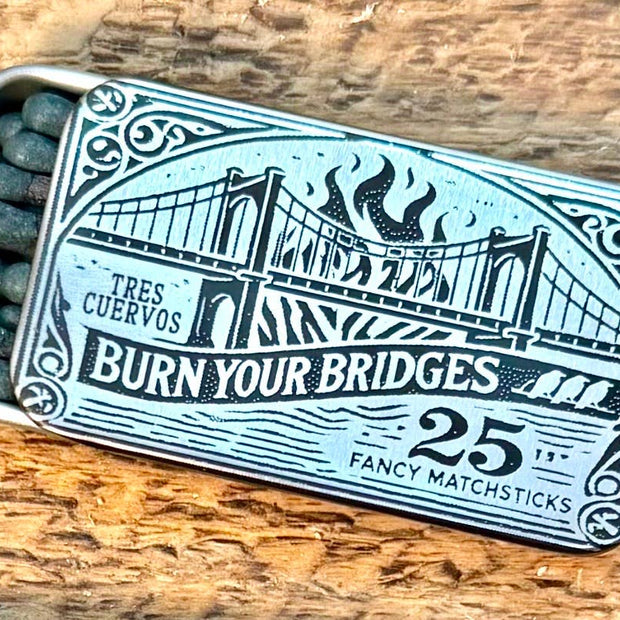 TRES
CUERVOS
BURN YOUR BRIDGES
25
FANCY MATCHSTICKS